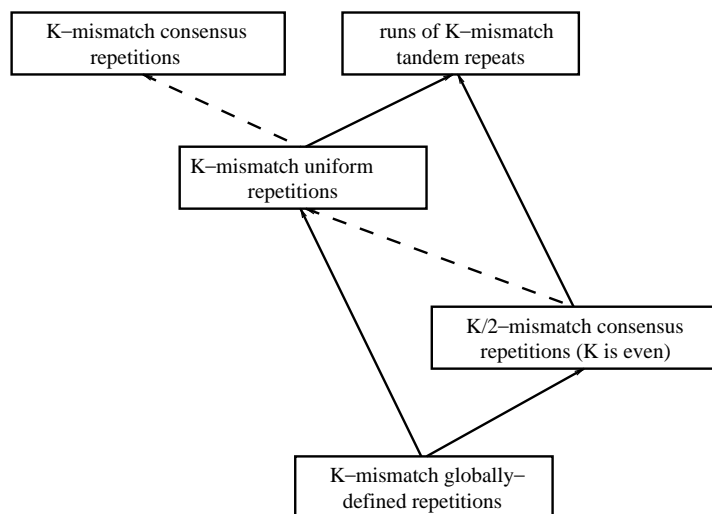 K−mismatch consensus
repetitions
runs of K−mismatch
tandem repeats
K−mismatch uniform
repetitions
K/2−mismatch consensus
repetitions (K is even)
K−mismatch globally−
defined repetitions